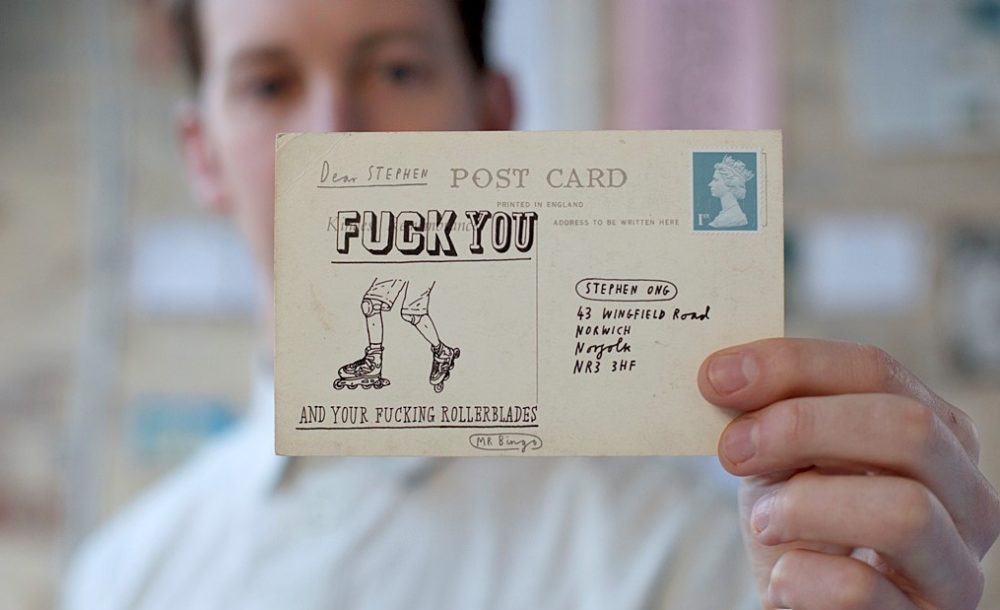 Dear STEPHEN
POST CARD
PRINTED IN ENGLAND
ADDRESS TO BE WRITTEN HERE
1st
FUCK YOU
AND YOUR FUCKING ROLLERBLADES
MR Bingo
STEPHEN ONG
43 WINGFIELD Road
NORWICH
Norfolk
NR3 3HF